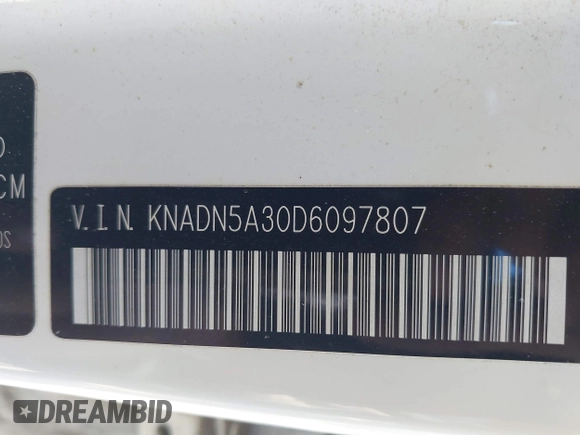 CM
V.I.N. KNADN5A30D6097807
DREAMBID